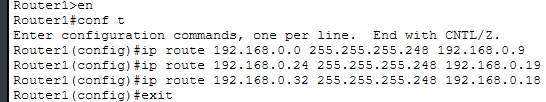 Router1>en
Router1#conf t
Enter configuration commands, one per line.  End with CNTL/Z.
Router1(config)#ip route 192.168.0.0 255.255.255.248 192.168.0.9
Router1(config)#ip route 192.168.0.24 255.255.255.248 192.168.0.19
Router1(config)#ip route 192.168.0.32 255.255.255.248 192.168.0.18
Router1(config)#exit